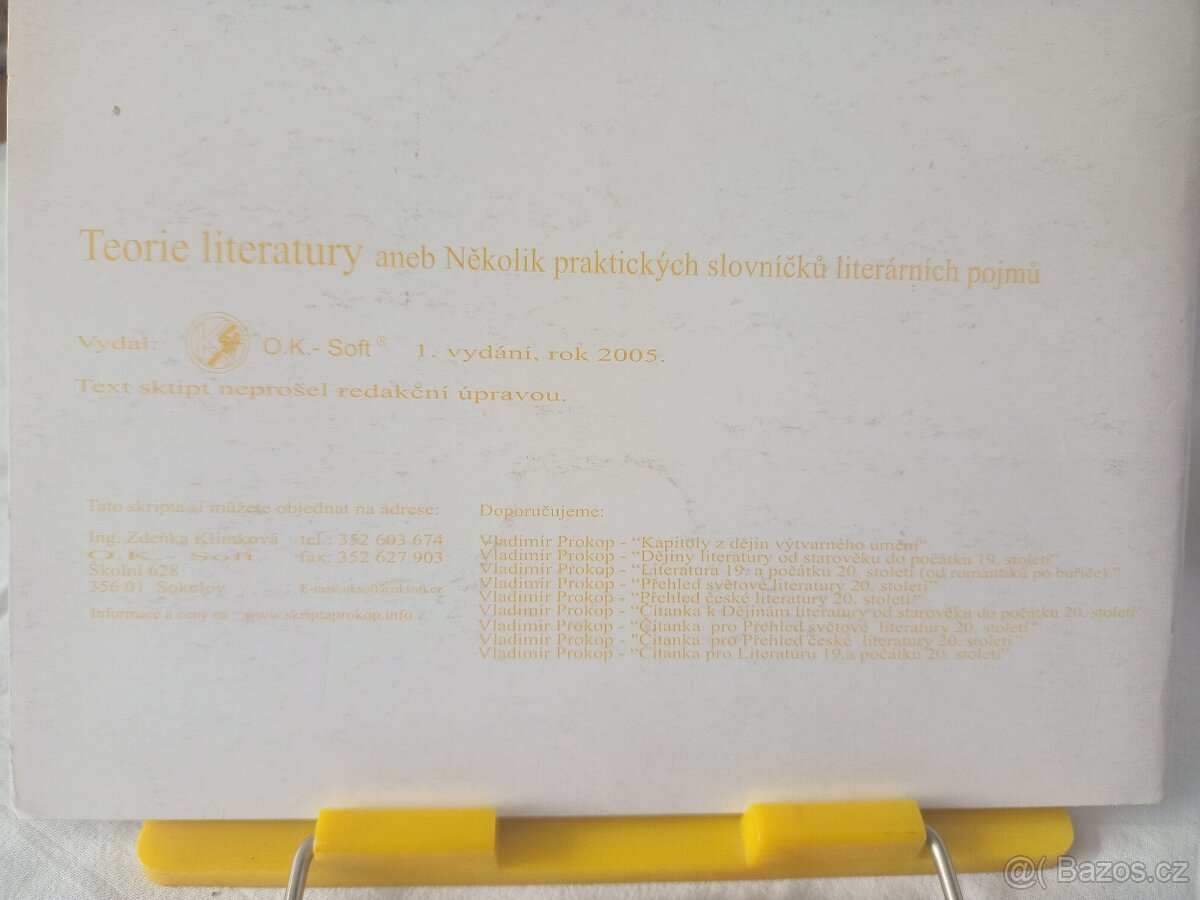 Teorie literatury aneb Několik praktických slovníčků literárních pojmů
Vydal: O.K.- Soft ® 1. vydání, rok 2005.
Text sktipt neprošel redakční úpravou.
Tato skripta si můžete objednat na adrese:
Ing. Zdeňka Klímková tel.: 352 603 674
O.K. - Soft fax: 352 627 903
Školní 628
356 01 Sokolov E-mail:oksoft@oksoft.cz
Informace a ceny na - www.skriptaprokop.info
Doporučujeme:
Vladimír Prokop - “Kapitoly z dějin výtvarného umění”
Vladimír Prokop - “Dějiny literatury od starověku do počátku 19. století”
Vladimír Prokop - “Literatura 19. a počátku 20. století (od romantiků po buřiče).”
Vladimír Prokop - “Přehled světové literatury 20. století”
Vladimír Prokop - “Přehled české literatury 20. století”
Vladimír Prokop - “Čítanka k Dějinám literatury od starověku do počátku 20. století”
Vladimír Prokop - “Čítanka pro Přehled světové literatury 20. století”
Vladimír Prokop - "Čítanka pro Přehled české literatury 20. století”
Vladimír Prokop - “Čítanka pro Literaturu 19.a počátku 20. století”
@( Bazos.cz